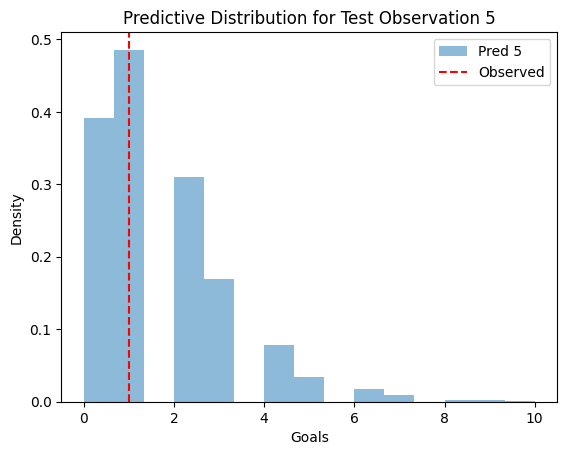 Predictive Distribution for Test Observation 5
Pred 5
Observed
Density
0.5
0.4
0.3
0.2
0.1
0.0
0 2 4 6 8 10
Goals